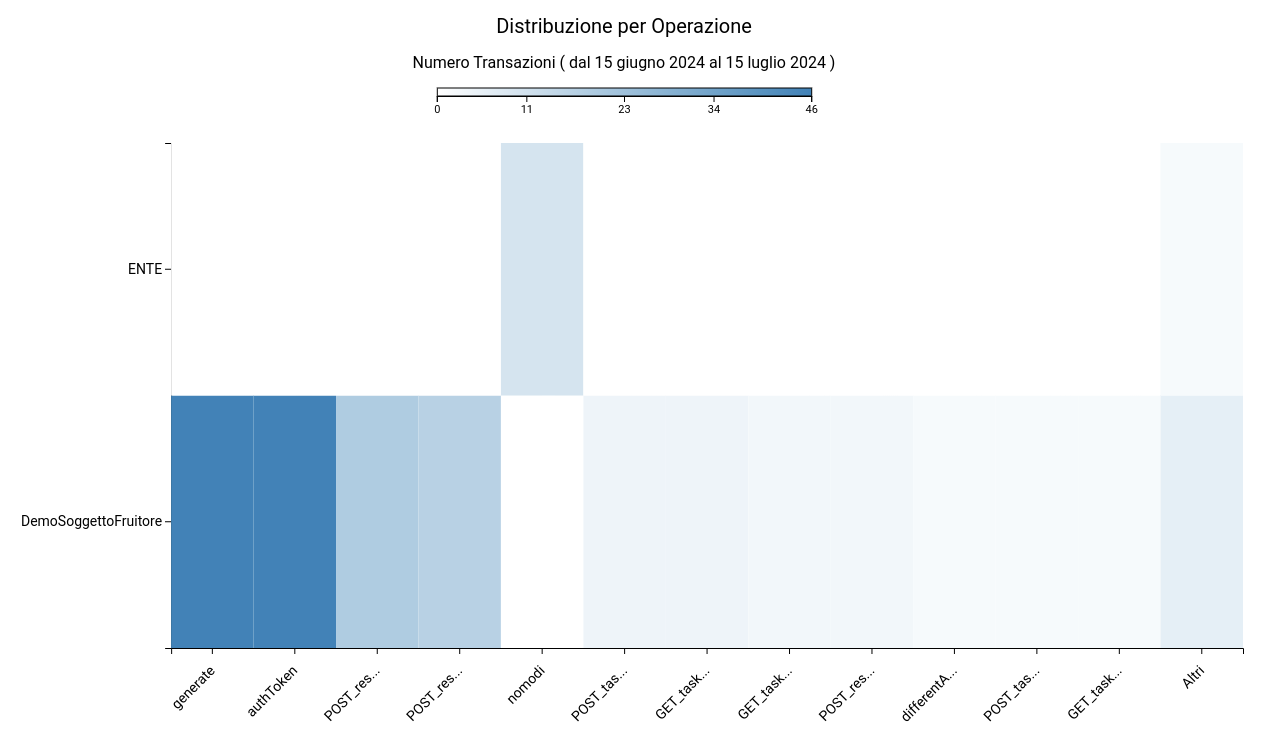 Distribuzione per Operazione
Numero Transazioni ( dal 15 giugno 2024 al 15 luglio 2024 )
0 11 23 34 46
ENTE
DemoSoggettoFruitore
generate
authToken
POST_res...
POST_res...
nomodi
POST_tas...
GET_task...
GET_task...
POST_res...
differentA...
POST_tas...
GET_task...
Altri